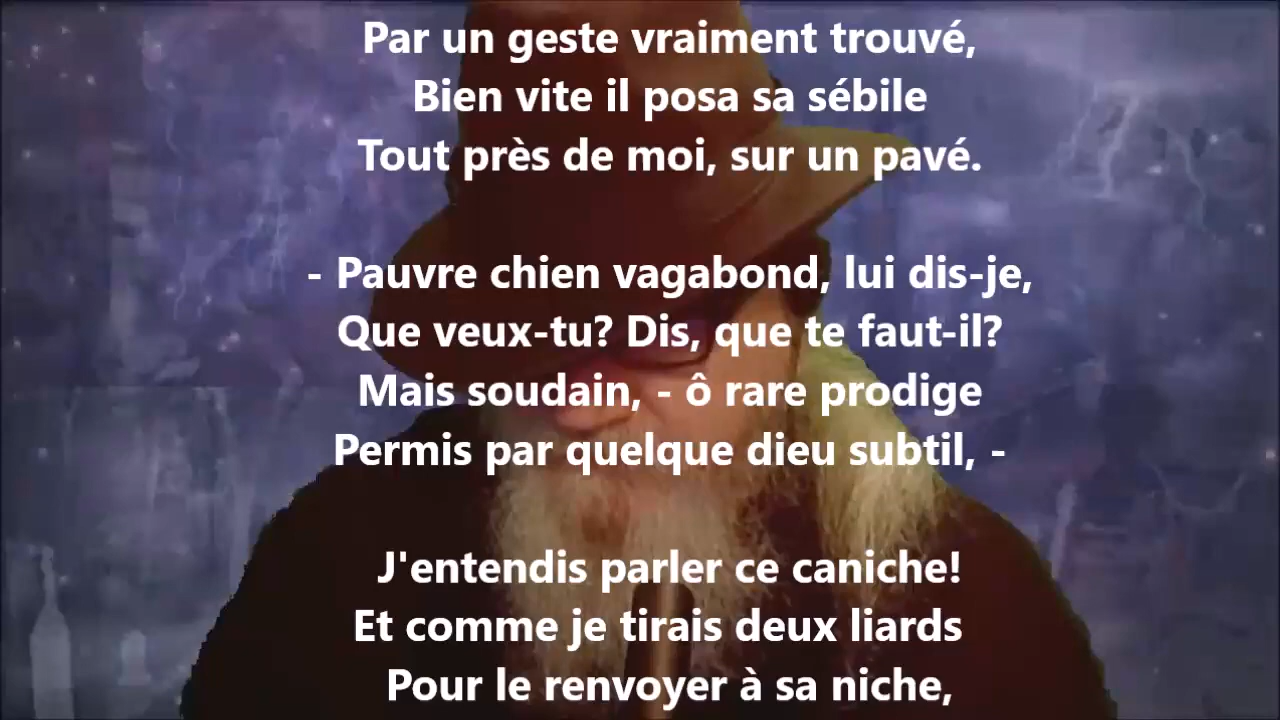 Par un geste vraiment trouvé,
Bien vite il posa sa sébile
Tout près de moi, sur un pavé.
- Pauvre chien vagabond, lui dis-je,
Que veux-tu? Dis, que te faut-il?
Mais soudain, - ô rare prodige
Permis par quelque dieu subtil, -
J'entendis parler ce caniche!
Et comme je tirais deux liards
Pour le renvoyer à sa niche,